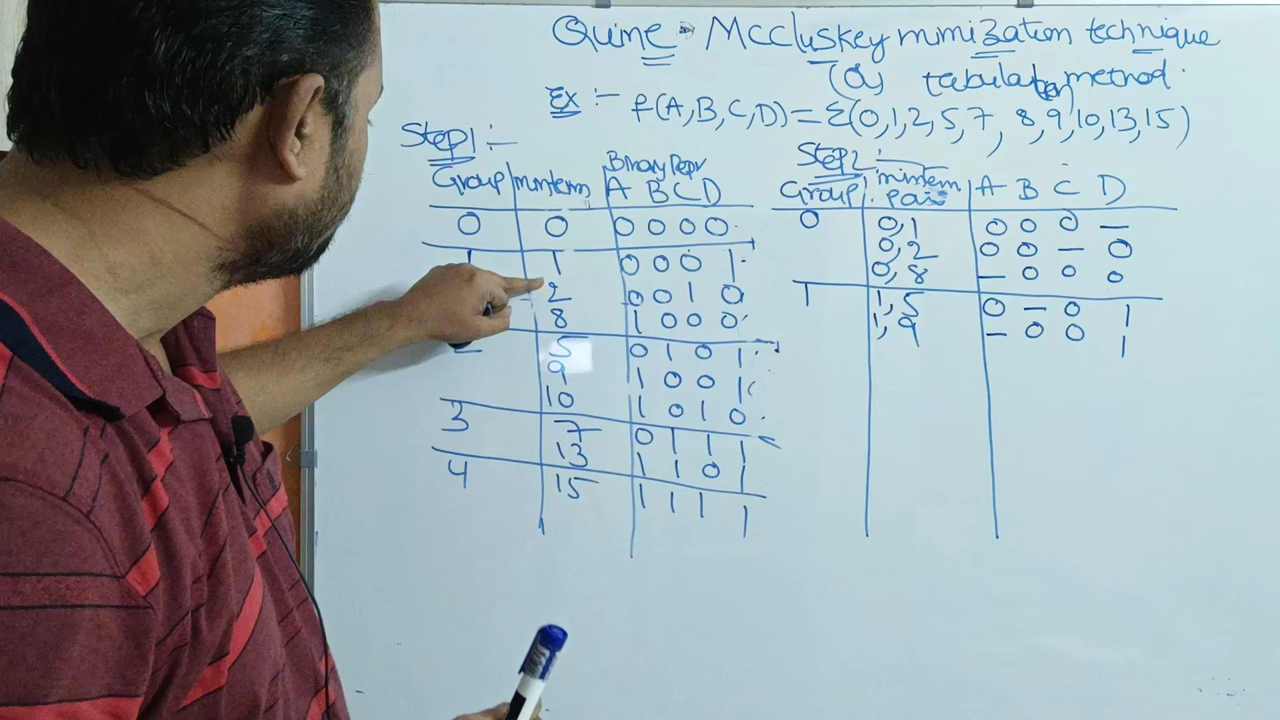 Quine - Mccluskey mimization technique
(Or) tabulation method.
Ex :- f(A,B,C,D) = Σ(0,1,2,5,7, 8,9,10,13,15)
Step1:-
Group minterm Binary Repr A B C D
0 0 0 0 0 0
1 1 0 0 0 1
2 0 0 1 0
8 1 0 0 0
2 5 0 1 0 1
9 1 0 0 1
10 1 0 1 0
3 7 0 1 1 1
13 1 1 0 1
4 15 1 1 1 1
Step2:-
Group minterm pair A B C D
0 0,1 0 0 0 -
0,2 0 0 - 0
0,8 - 0 0 0
1 1,5 0 - 0 1
1,9 - 0 0 1